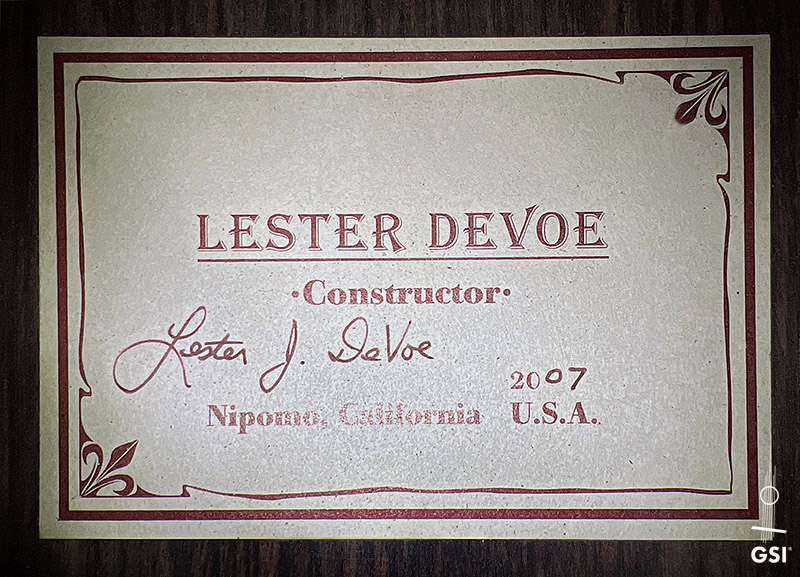 LESTER DEVOE
·Constructor·
Lester J. DeVoe
2007
Nipomo, California U.S.A.
GSI®